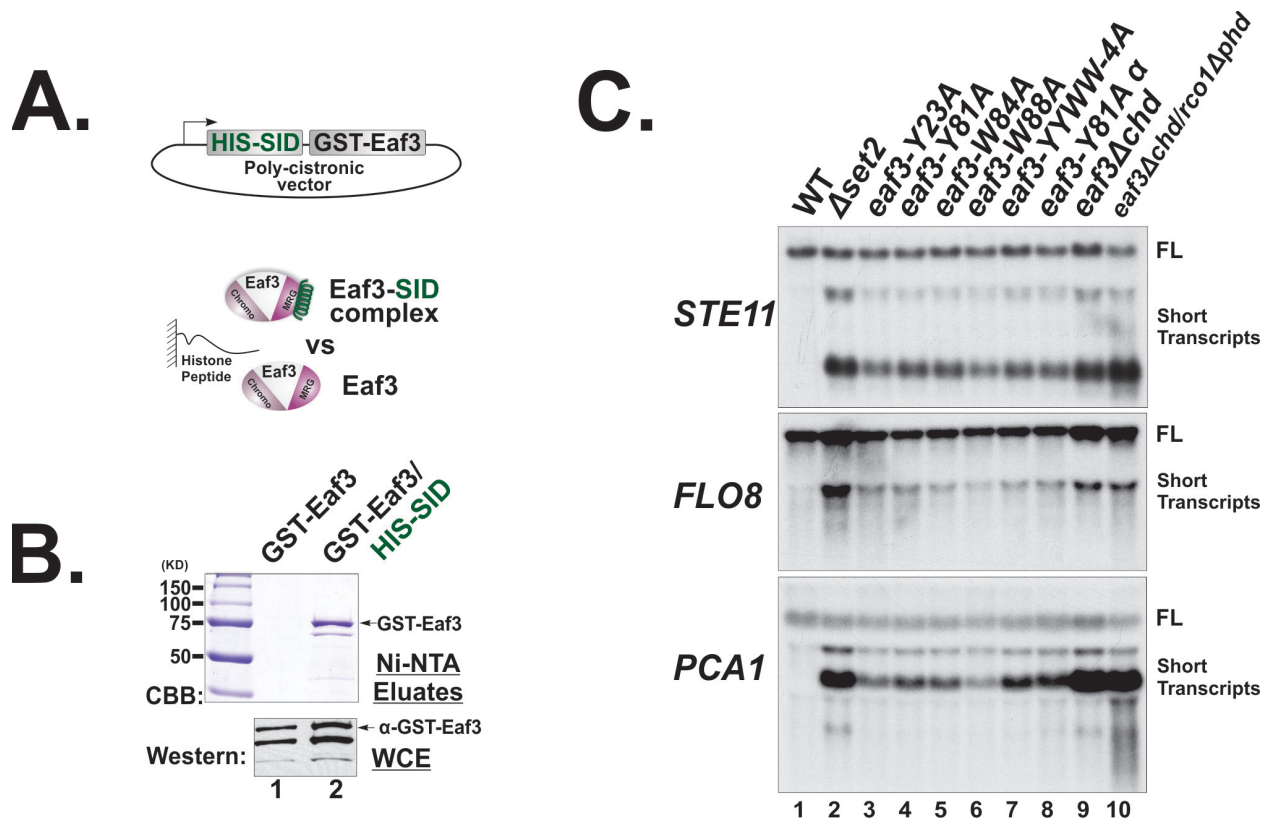 A.
HIS-SID GST-Eaf3
Poly-cistronic
vector
Eaf3
Chromo
MRG
Eaf3-SID
complex
vs
Histone
Peptide
Eaf3
Chromo
MRG
Eaf3
B.
GST-Eaf3
GST-Eaf3/
HIS-SID
(KD)
150
100
75
50
GST-Eaf3
Ni-NTA
Eluates
CBB:
α-GST-Eaf3
Western:
WCE
1 2
C.
WT
Δset2
eaf3-Y23A
eaf3-Y81A
eaf3-W84A
eaf3-W88A
eaf3-YYWW-4A
eaf3-Y81A α
eaf3Δchd
eaf3Δchd/rco1Δphd
STE11
FL
Short
Transcripts
FLO8
FL
Short
Transcripts
PCA1
FL
Short
Transcripts
1 2 3 4 5 6 7 8 9 10